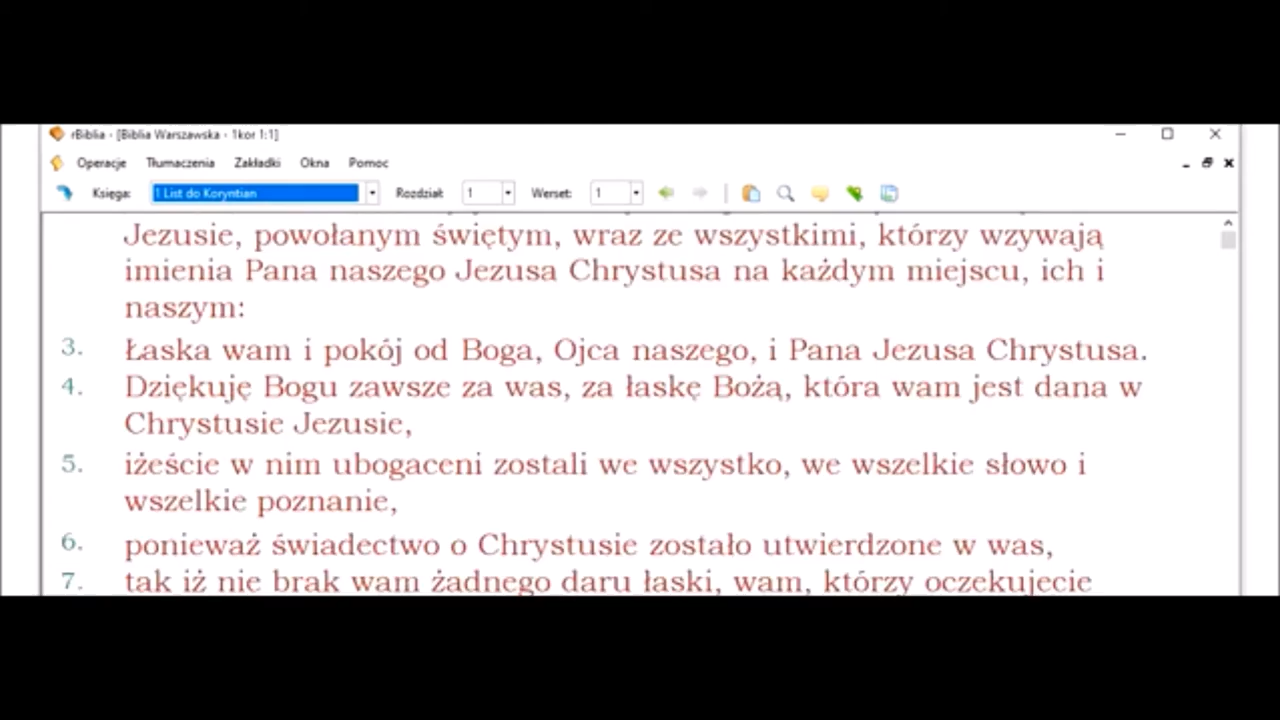 rBiblia - [Biblia Warszawska - 1kor 1:1]
Operacje Tłumaczenia Zakładki Okna Pomoc
Księga: 1 List do Koryntian Rozdział: 1 Werset: 1
Jezusie, powołanym świętym, wraz ze wszystkimi, którzy wzywają
imienia Pana naszego Jezusa Chrystusa na każdym miejscu, ich i
naszym:
3. Łaska wam i pokój od Boga, Ojca naszego, i Pana Jezusa Chrystusa.
4. Dziękuję Bogu zawsze za was, za łaskę Bożą, która wam jest dana w
Chrystusie Jezusie,
5. iżeście w nim ubogaceni zostali we wszystko, we wszelkie słowo i
wszelkie poznanie,
6. ponieważ świadectwo o Chrystusie zostało utwierdzone w was,
7. tak iż nie brak wam żadnego daru łaski, wam, którzy oczekujecie